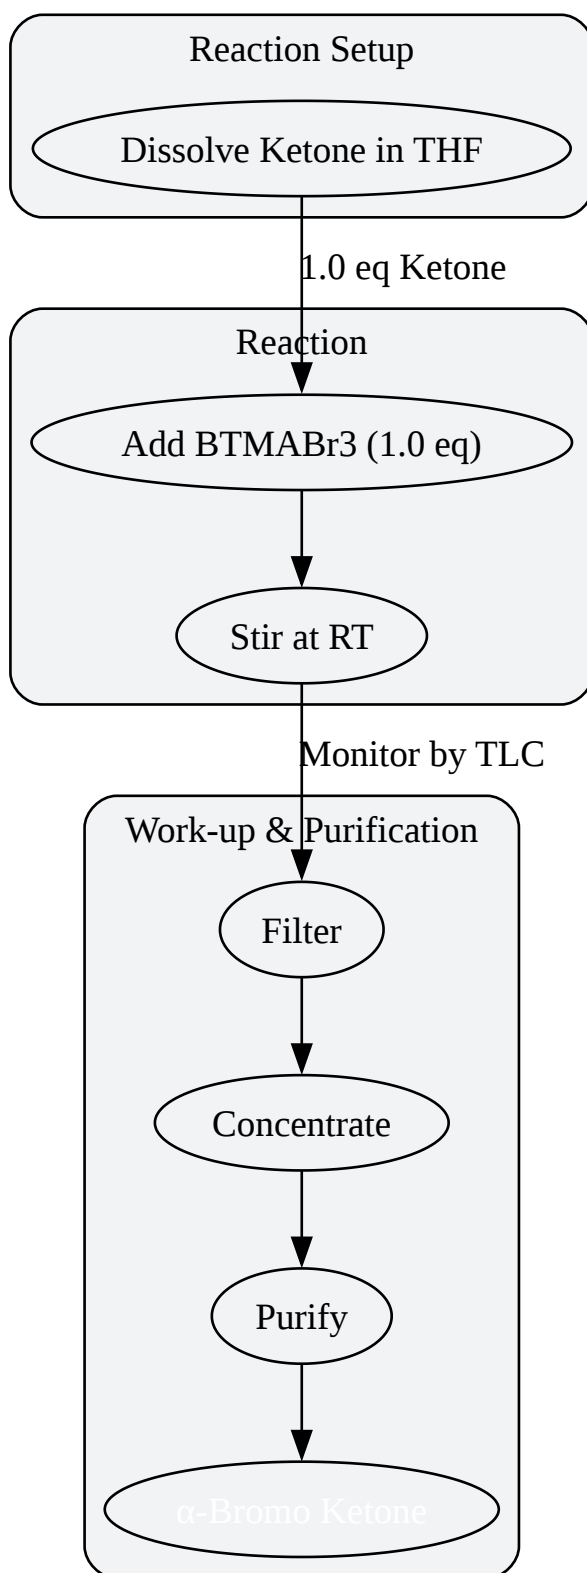 Reaction Setup
Dissolve Ketone in THF
1.0 eq Ketone
Reaction
Add BTMABr3 (1.0 eq)
Stir at RT
Monitor by TLC
Work-up & Purification
Filter
Concentrate
Purify
α-Bromo Ketone